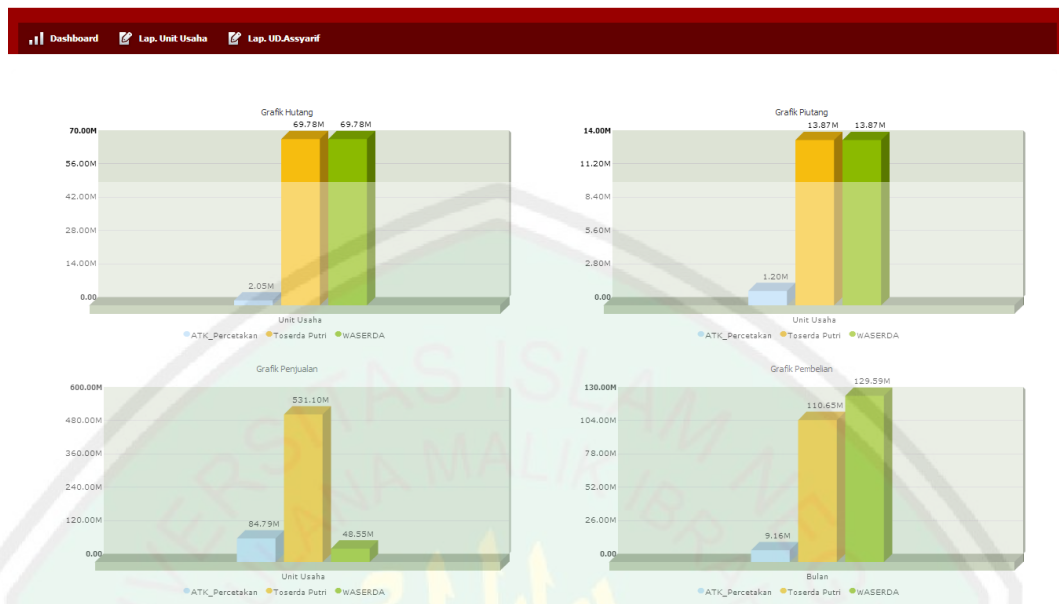 Dashboard Lap. Unit Usaha Lap. UD.Assyarif
Grafik Hutang
69.78M 69.78M
70.00M
56.00M
42.00M
28.00M
14.00M
2.05M
0.00
Unit Usaha
ATK_Percetakan Toserda Putri WASERDA
Grafik Piutang
13.87M 13.87M
14.00M
11.20M
8.40M
5.60M
2.80M
1.20M
0.00
Unit Usaha
ATK_Percetakan Toserda Putri WASERDA
Grafik Penjualan
600.00M
531.10M
480.00M
360.00M
240.00M
120.00M
84.79M
48.55M
0.00
Unit Usaha
ATK_Percetakan Toserda Putri WASERDA
Grafik Pembelian
129.59M
130.00M
110.65M
104.00M
78.00M
52.00M
26.00M
9.16M
0.00
Bulan
ATK_Percetakan Toserda Putri WASERDA